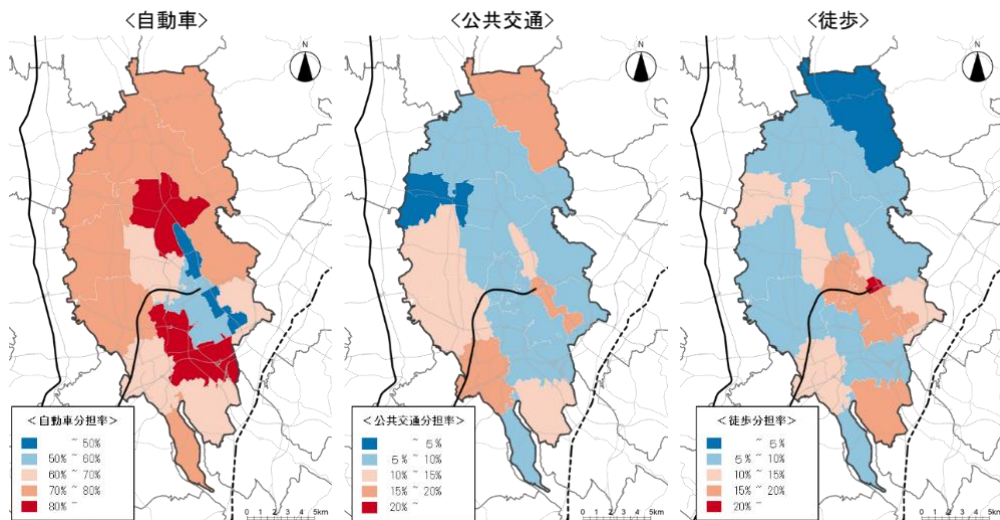 <自動車>
<公共交通>
<徒歩>
N
N
N
<自動車分担率>
~ 50%
50% ~ 60%
60% ~ 70%
70% ~ 80%
80% ~
0 1 2 3 4 5km
<公共交通分担率>
~ 5%
5% ~ 10%
10% ~ 15%
15% ~ 20%
20% ~
0 1 2 3 4 5km
<徒歩分担率>
~ 5%
5% ~ 10%
10% ~ 15%
15% ~ 20%
20% ~
0 1 2 3 4 5km